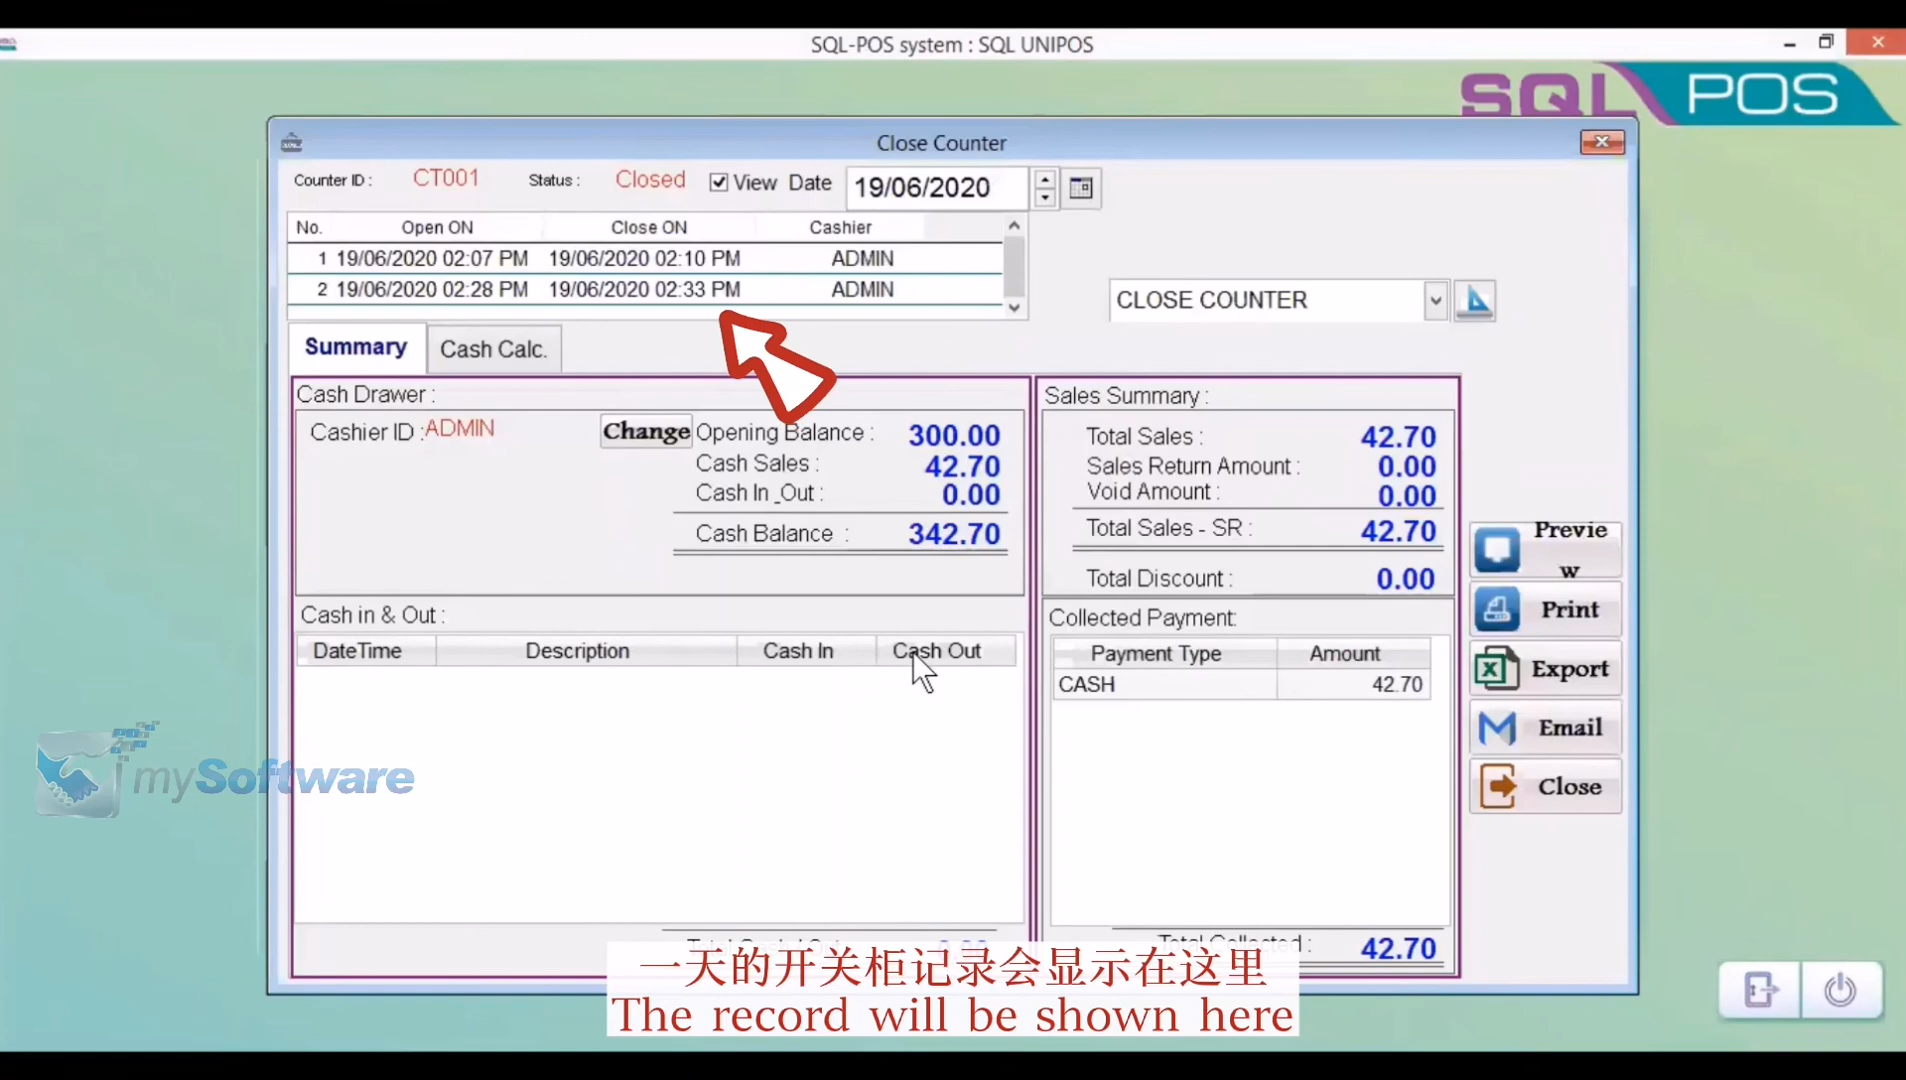 SQL-POS system : SQL UNIPOS
SQL POS
Close Counter
Counter ID : CT001 Status : Closed View Date 19/06/2020
No. Open ON Close ON Cashier
1 19/06/2020 02:07 PM 19/06/2020 02:10 PM ADMIN
2 19/06/2020 02:28 PM 19/06/2020 02:33 PM ADMIN
CLOSE COUNTER
Summary Cash Calc.
Cash Drawer :
Cashier ID : ADMIN
Change
Opening Balance : 300.00
Cash Sales : 42.70
Cash In _Out : 0.00
Cash Balance : 342.70
Cash in & Out :
DateTime Description Cash In Cash Out
Sales Summary :
Total Sales : 42.70
Sales Return Amount : 0.00
Void Amount : 0.00
Total Sales - SR : 42.70
Total Discount : 0.00
Collected Payment:
Payment Type Amount
CASH 42.70
Total Collected : 42.70
Previe
w
Print
Export
Email
Close
mySoftware
一天的开关柜记录会显示在这里
The record will be shown here